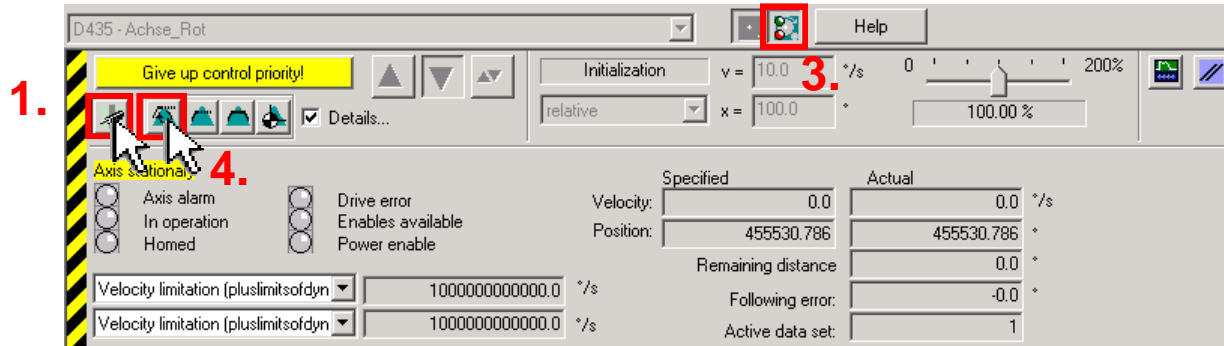 D435 - Achse_Rot
Help
Give up control priority!
Initialization
v = 10.0 °/s
3.
0
200%
1.
Details...
relative
x = 100.0 °
100.00 %
4.
Axis stationary
Axis alarm
In operation
Homed
Drive error
Enables available
Power enable
Specified
Actual
Velocity: 0.0 0.0 °/s
Position: 455530.786 455530.786 °
Remaining distance 0.0 °
Following error: -0.0 °
Active data set: 1
Velocity limitation (pluslimitsofdyn 1000000000000.0 °/s
Velocity limitation (pluslimitsofdyn 1000000000000.0 °/s